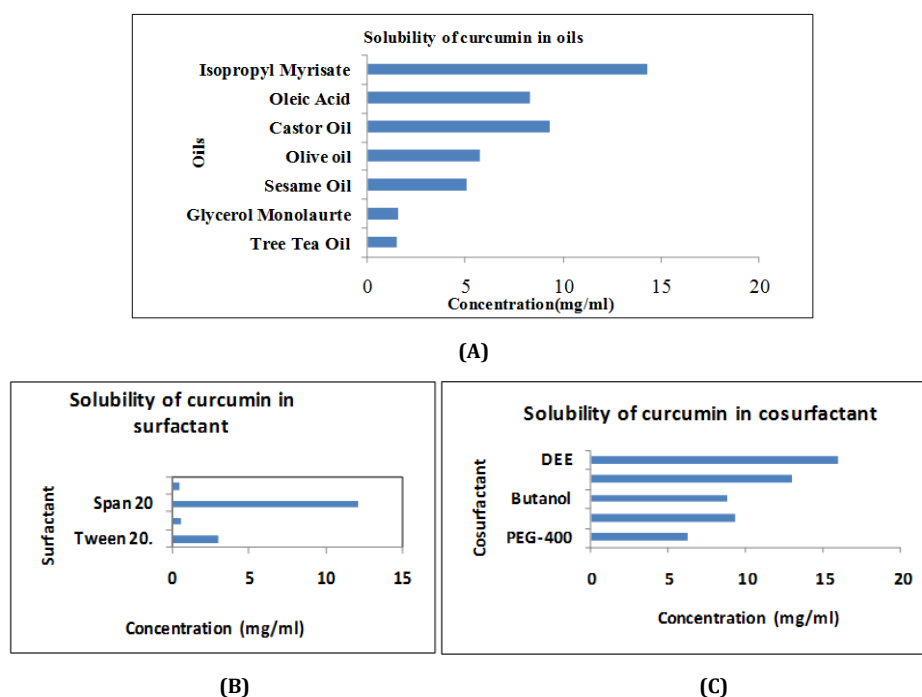 Solubility of curcumin in oils
Isopropyl Myrisate
Oleic Acid
Castor Oil
Olive oil
Sesame Oil
Glycerol Monolaurte
Tree Tea Oil
Oils
0 5 10 15 20
Concentration(mg/ml)
(A)
Solubility of curcumin in
surfactant
Span 20
Tween 20.
Surfactant
0 5 10 15
Concentration (mg/ml)
(B)
Solubility of curcumin in cosurfactant
DEE
Butanol
PEG-400
Cosurfactant
0 5 10 15 20
Concentration (mg/ml)
(C)